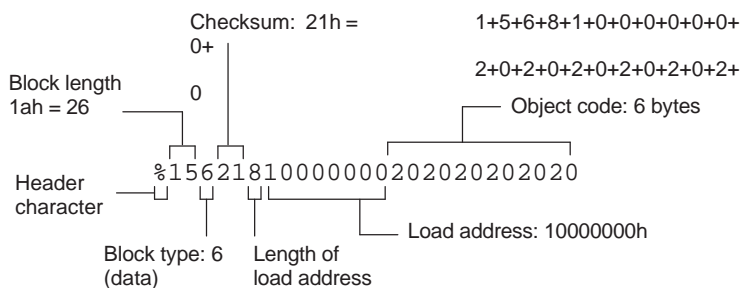 Checksum: 21h = 1+5+6+8+1+0+0+0+0+0+0+
0+
2+0+2+0+2+0+2+0+2+0+2+
Block length
1ah = 26
0
Object code: 6 bytes
%15621810000000202020202020
Header
character
Load address: 10000000h
Block type: 6
(data)
Length of
load address